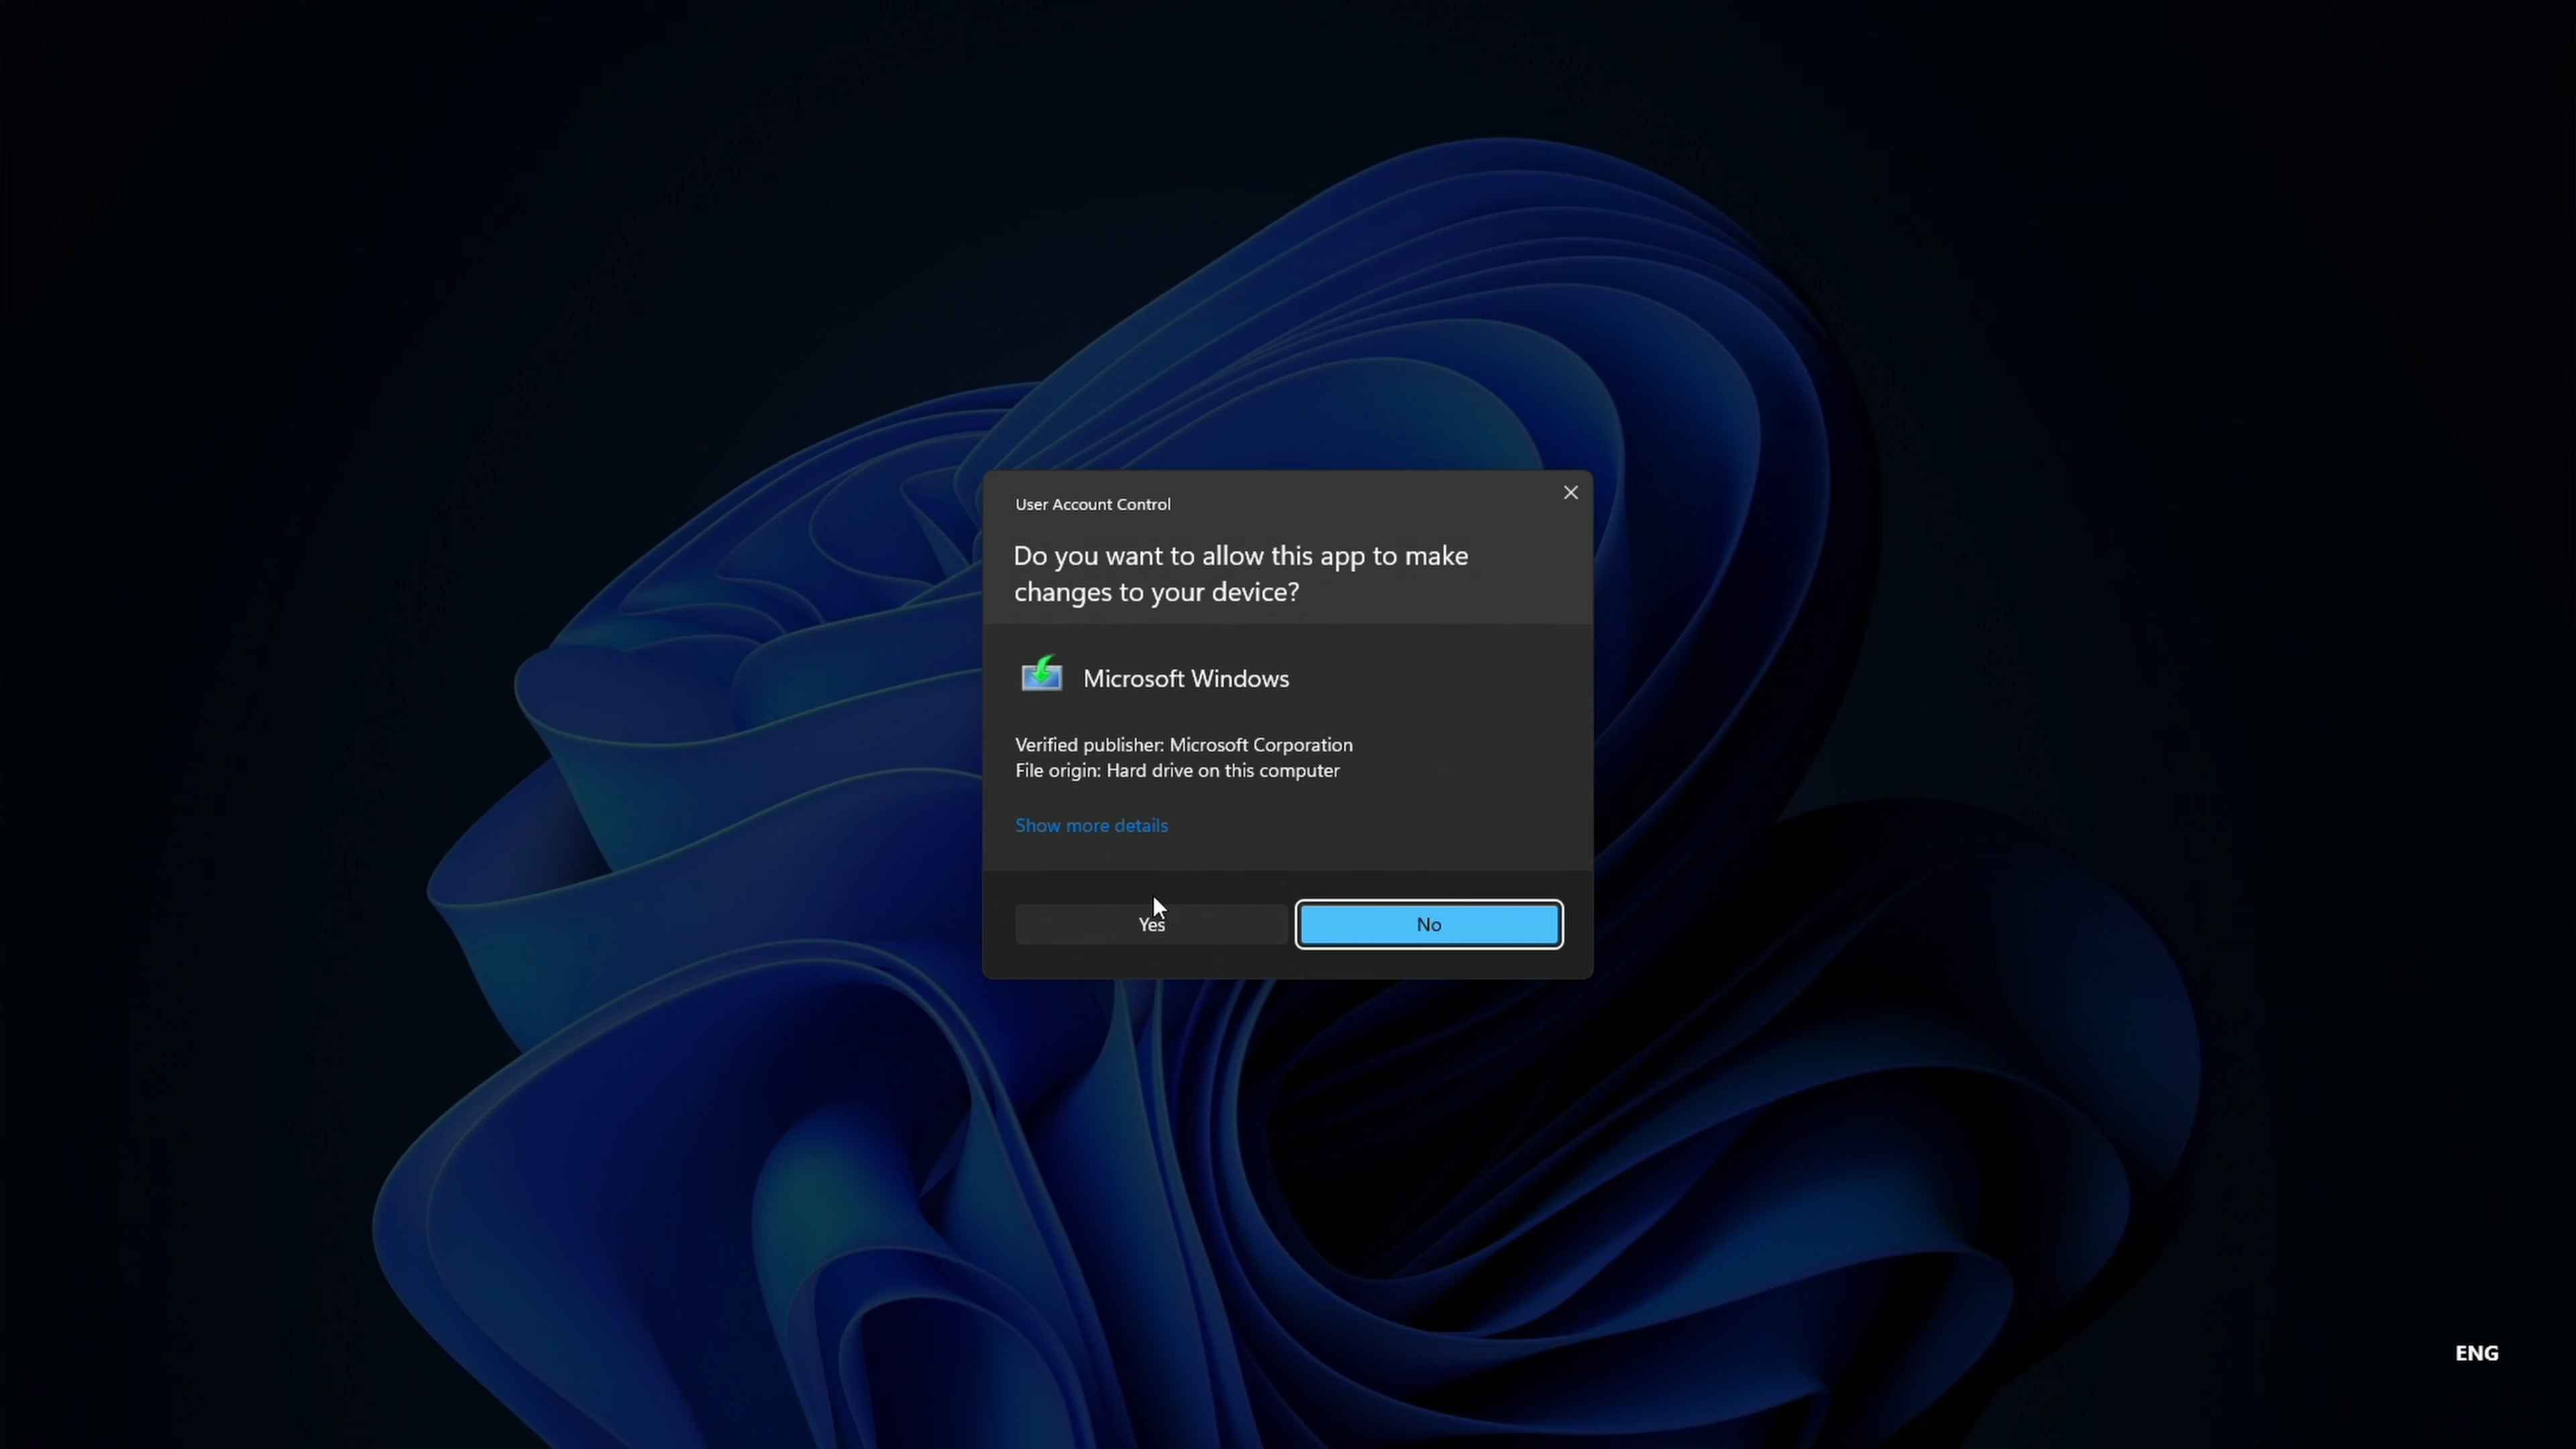 User Account Control
Do you want to allow this app to make
changes to your device?
Microsoft Windows
Verified publisher: Microsoft Corporation
File origin: Hard drive on this computer
Show more details
Yes
No
ENG